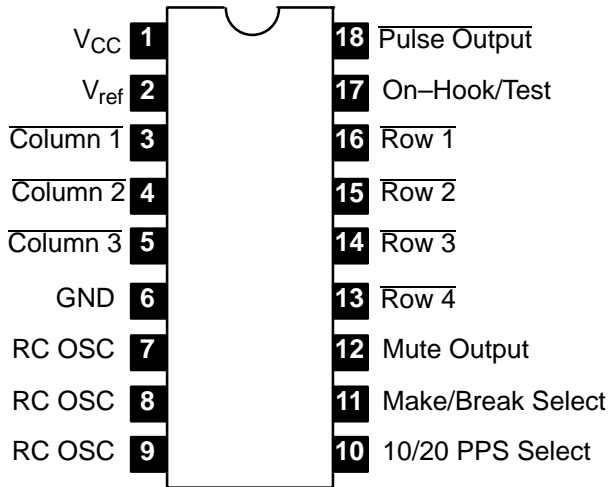 V_CC 1 18 Pulse Output
V_ref 2 17 On–Hook/Test
Column 1 3 16 Row 1
Column 2 4 15 Row 2
Column 3 5 14 Row 3
GND 6 13 Row 4
RC OSC 7 12 Mute Output
RC OSC 8 11 Make/Break Select
RC OSC 9 10 10/20 PPS Select